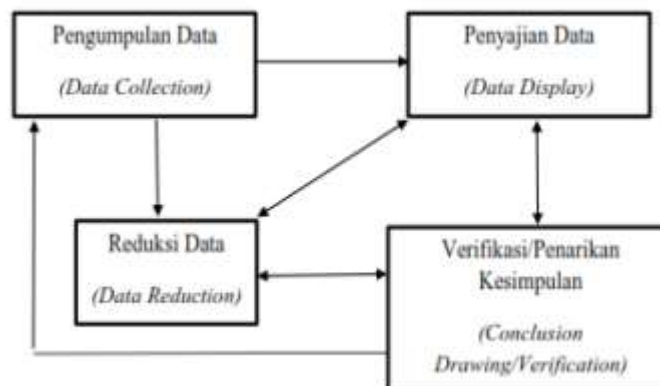 Pengumpulan Data
(Data Collection)
Penyajian Data
(Data Display)
Reduksi Data
(Data Reduction)
Verifikasi/Penarikan
Kesimpulan
(Conclusion
Drawing/Verification)